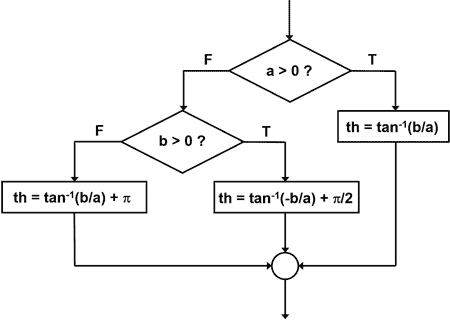 a > 0 ?
F
T
th = tan⁻¹(b/a)
b > 0 ?
F
T
th = tan⁻¹(b/a) + π
th = tan⁻¹(-b/a) + π/2